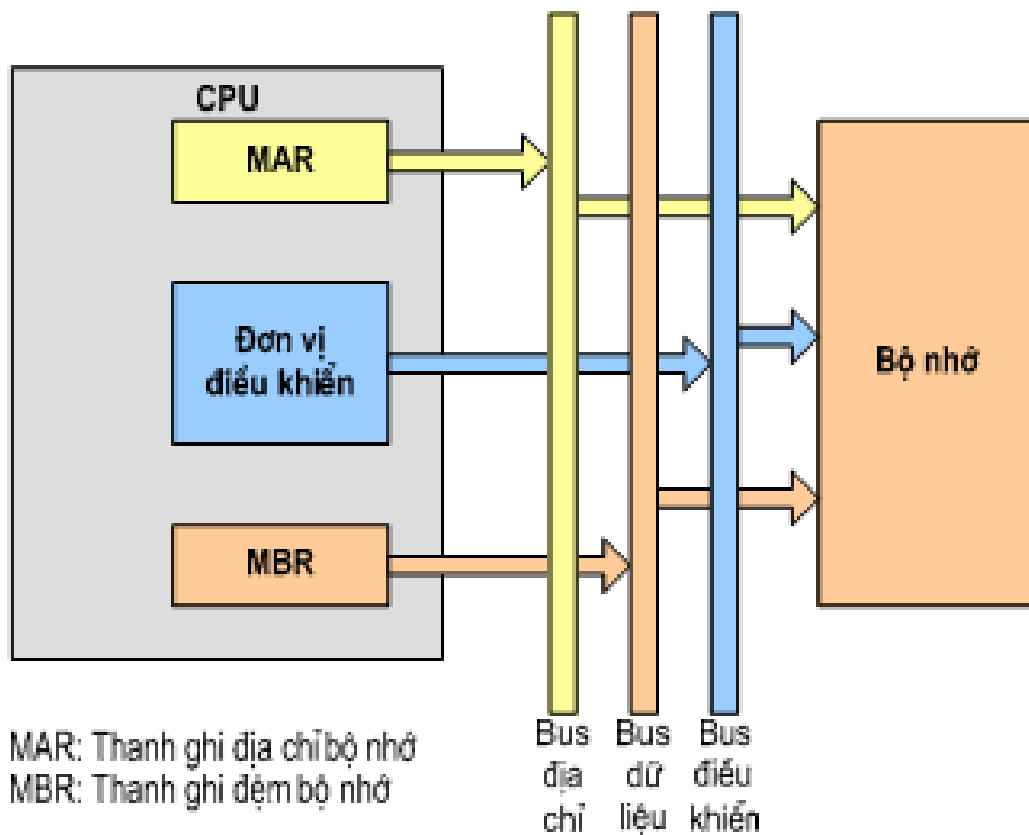 CPU
MAR
Đơn vị
điều khiển
MBR
Bộ nhớ
Bus
địa
chỉ
Bus
dữ
liệu
Bus
điều
khiển
MAR: Thanh ghi địa chỉ bộ nhớ
MBR: Thanh ghi đệm bộ nhớ